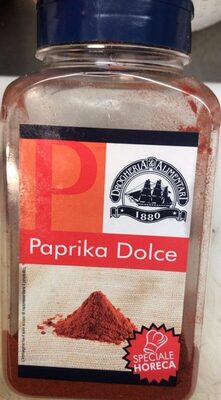 P
DROGHERIA & ALIMENTARI
1880
Paprika Dolce
SPECIALE
HORECA